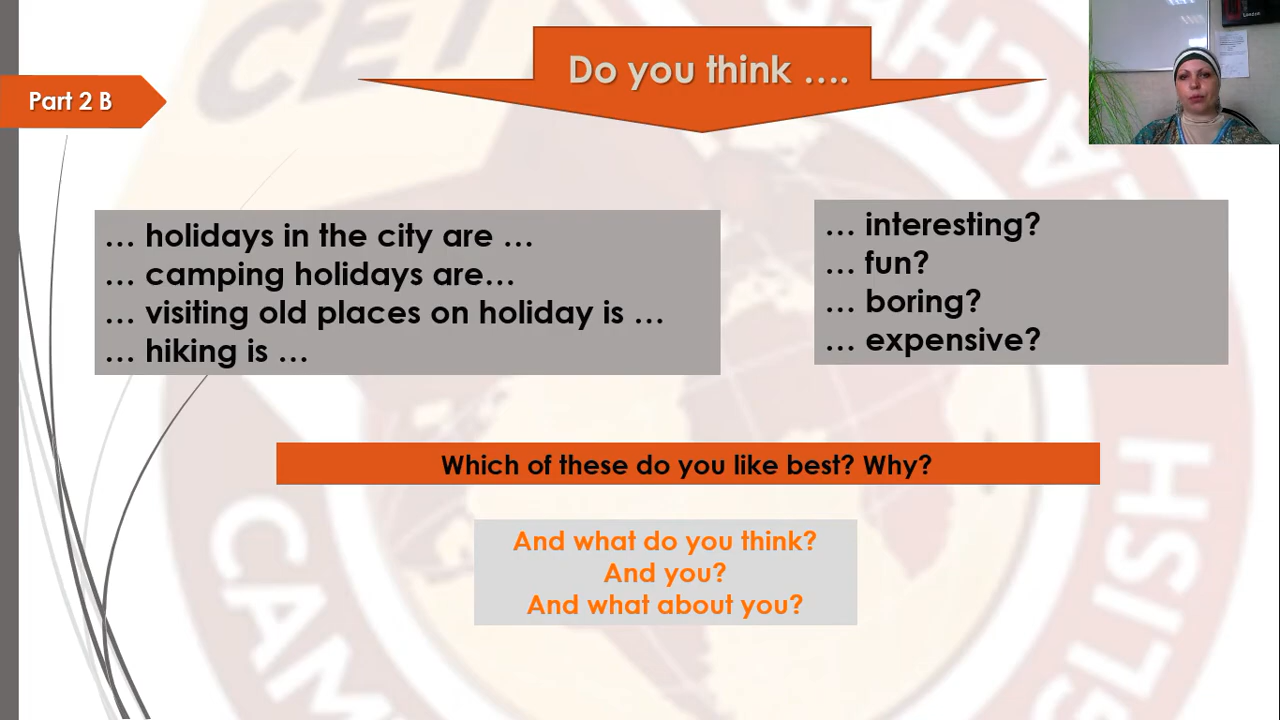 Do you think ….
Part 2 B
… holidays in the city are …
… camping holidays are…
… visiting old places on holiday is …
… hiking is …
… interesting?
… fun?
… boring?
… expensive?
Which of these do you like best? Why?
And what do you think?
And you?
And what about you?